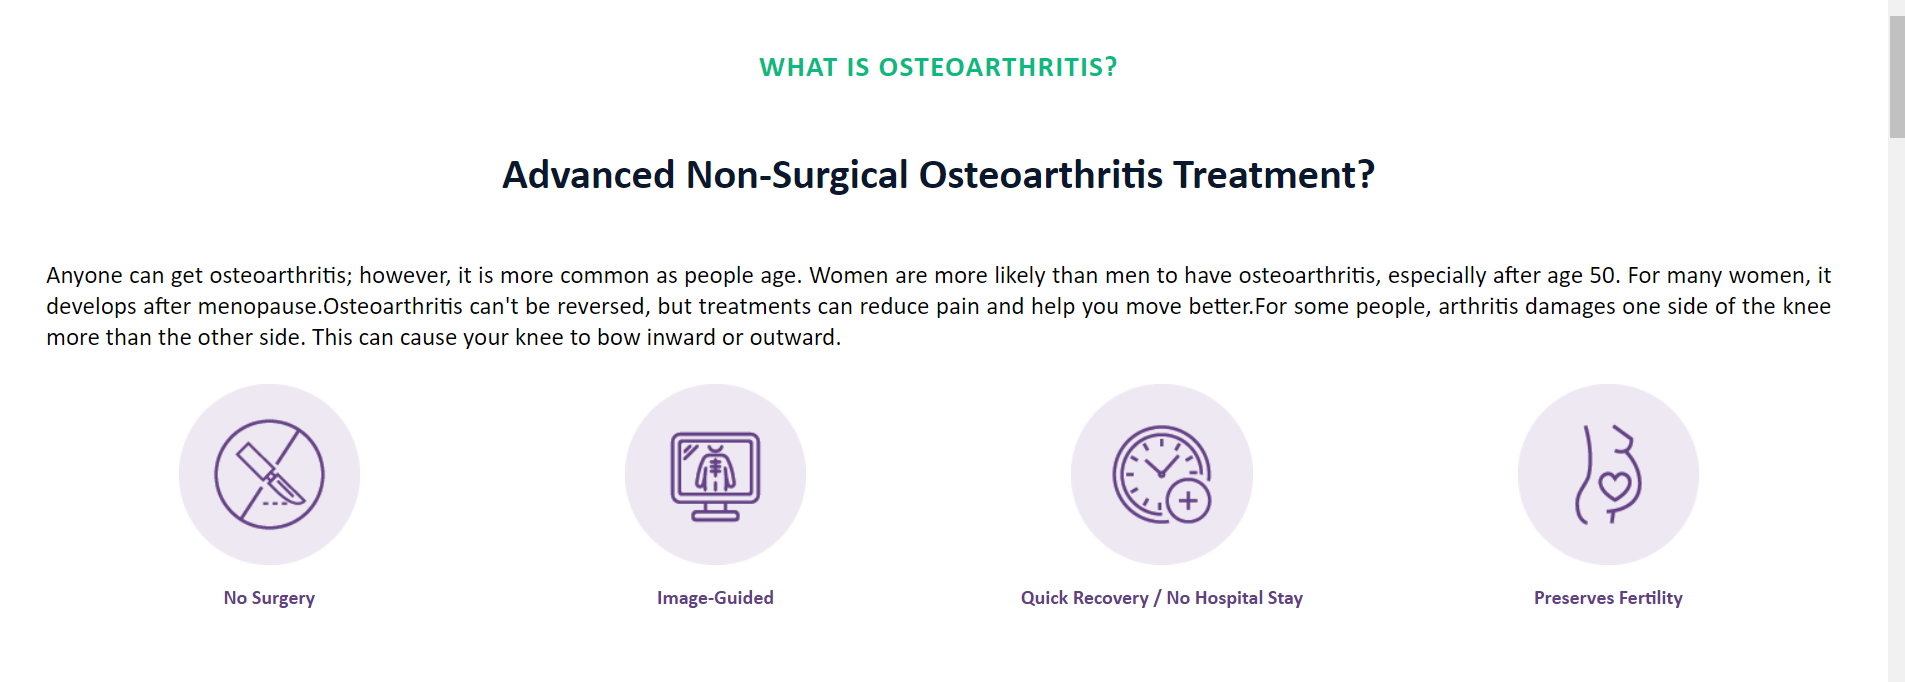 WHAT IS OSTEOARTHRITIS?
Advanced Non-Surgical Osteoarthritis Treatment?
Anyone can get osteoarthritis; however, it is more common as people age. Women are more likely than men to have osteoarthritis, especially after age 50. For many women, it
develops after menopause.Osteoarthritis can't be reversed, but treatments can reduce pain and help you move better.For some people, arthritis damages one side of the knee
more than the other side. This can cause your knee to bow inward or outward.
No Surgery
Image-Guided
Quick Recovery / No Hospital Stay
Preserves Fertility